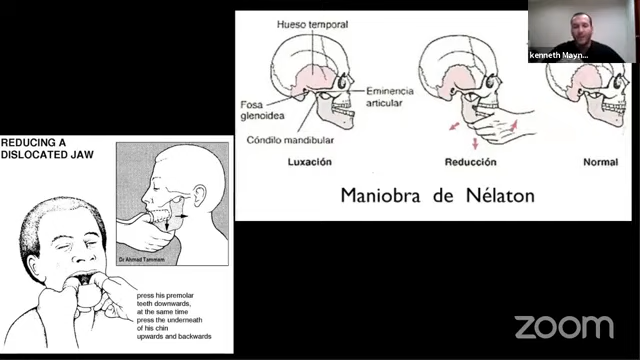 kenneth Mayn...
Hueso temporal
Fosa
glenoidea
Eminencia
articular
Cóndilo mandibular
Luxación
Reducción
Normal
Maniobra de Nélaton
REDUCING A
DISLOCATED JAW
Dr Ahmad Tammam
press his premolar
teeth downwards,
at the same time
press the underneath
of his chin
upwards and backwards
zoom